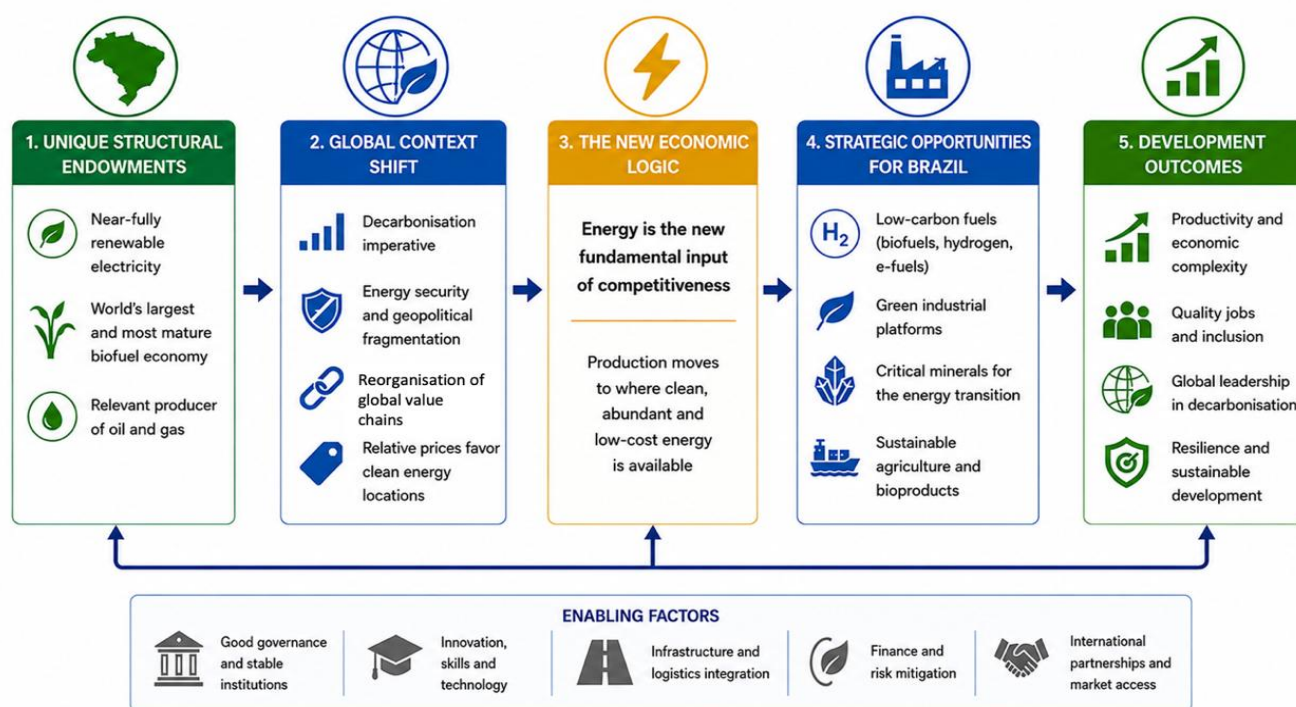 1. UNIQUE STRUCTURAL
ENDOWMENTS
Near-fully
renewable
electricity
World's largest
and most mature
biofuel economy
Relevant producer
of oil and gas
2. GLOBAL CONTEXT
SHIFT
Decarbonisation
imperative
Energy security
and geopolitical
fragmentation
Reorganisation of
global value
chains
Relative prices favor
clean energy
locations
3. THE NEW ECONOMIC
LOGIC
Energy is the new
fundamental input
of competitiveness
Production moves
to where clean,
abundant and
low-cost energy
is available
4. STRATEGIC OPPORTUNITIES
FOR BRAZIL
H₂
Low-carbon fuels
(biofuels, hydrogen,
e-fuels)
Green industrial
platforms
Critical minerals for
the energy transition
Sustainable
agriculture and
bioproducts
5. DEVELOPMENT
OUTCOMES
Productivity and
economic
complexity
Quality jobs
and inclusion
Global leadership
in decarbonisation
Resilience and
sustainable
development
ENABLING FACTORS
Good governance
and stable
institutions
Innovation,
skills and
technology
Infrastructure and
logistics integration
Finance and
risk mitigation
International
partnerships and
market access